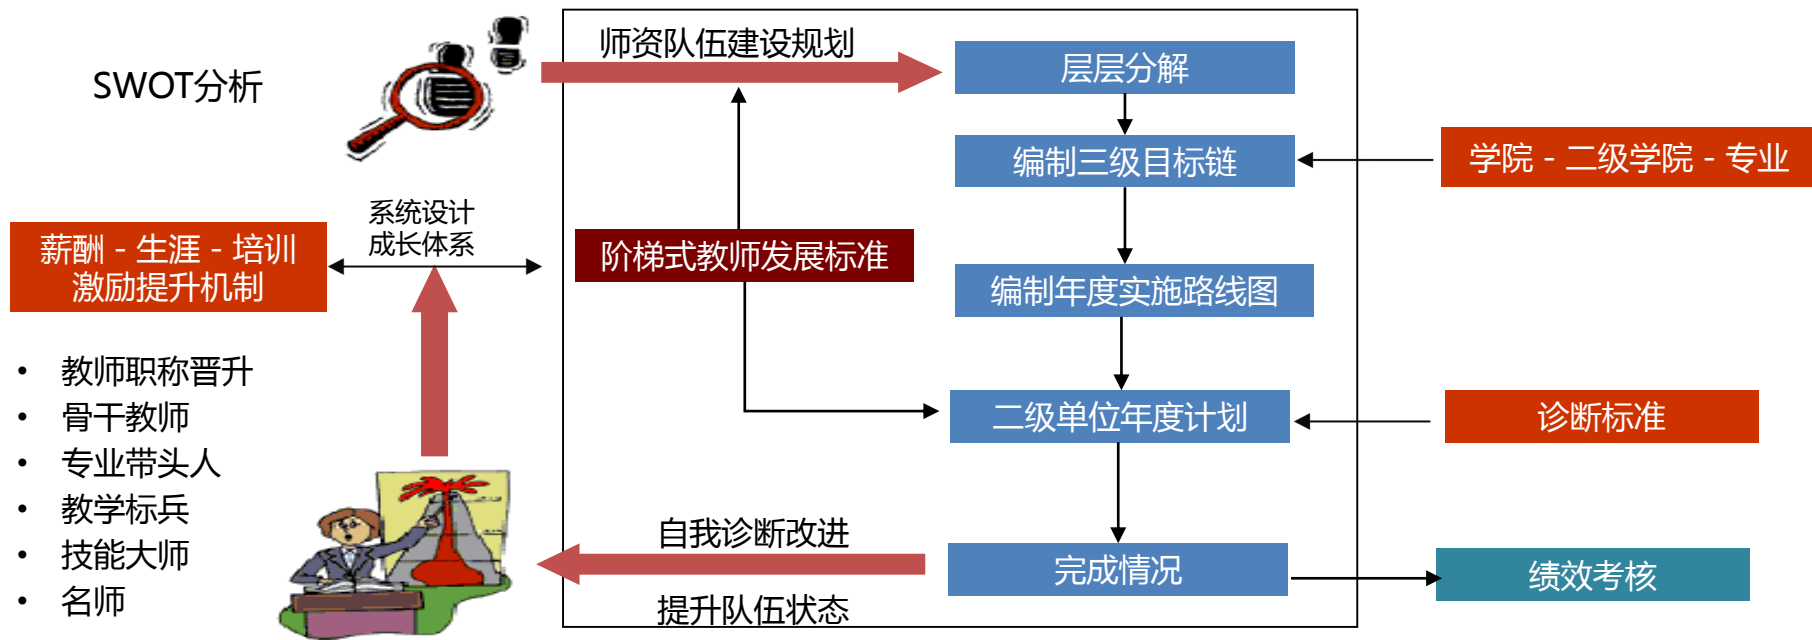 师资队伍建设规划
SWOT分析
层层分解
编制三级目标链
学院 - 二级学院 - 专业
系统设计
成长体系
薪酬 - 生涯 - 培训
激励提升机制
阶梯式教师发展标准
编制年度实施路线图
• 教师职称晋升
• 骨干教师
• 专业带头人
• 教学标兵
• 技能大师
• 名师
二级单位年度计划
诊断标准
自我诊断改进
提升队伍状态
完成情况
绩效考核